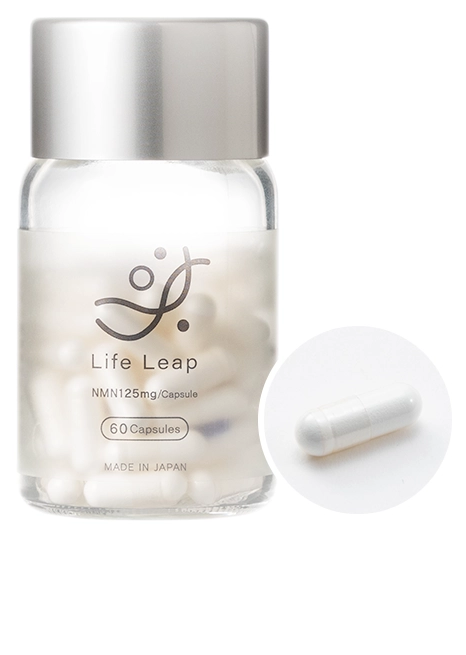 Life Leap
NMN125mg/Capsule
60 Capsules
MADE IN JAPAN